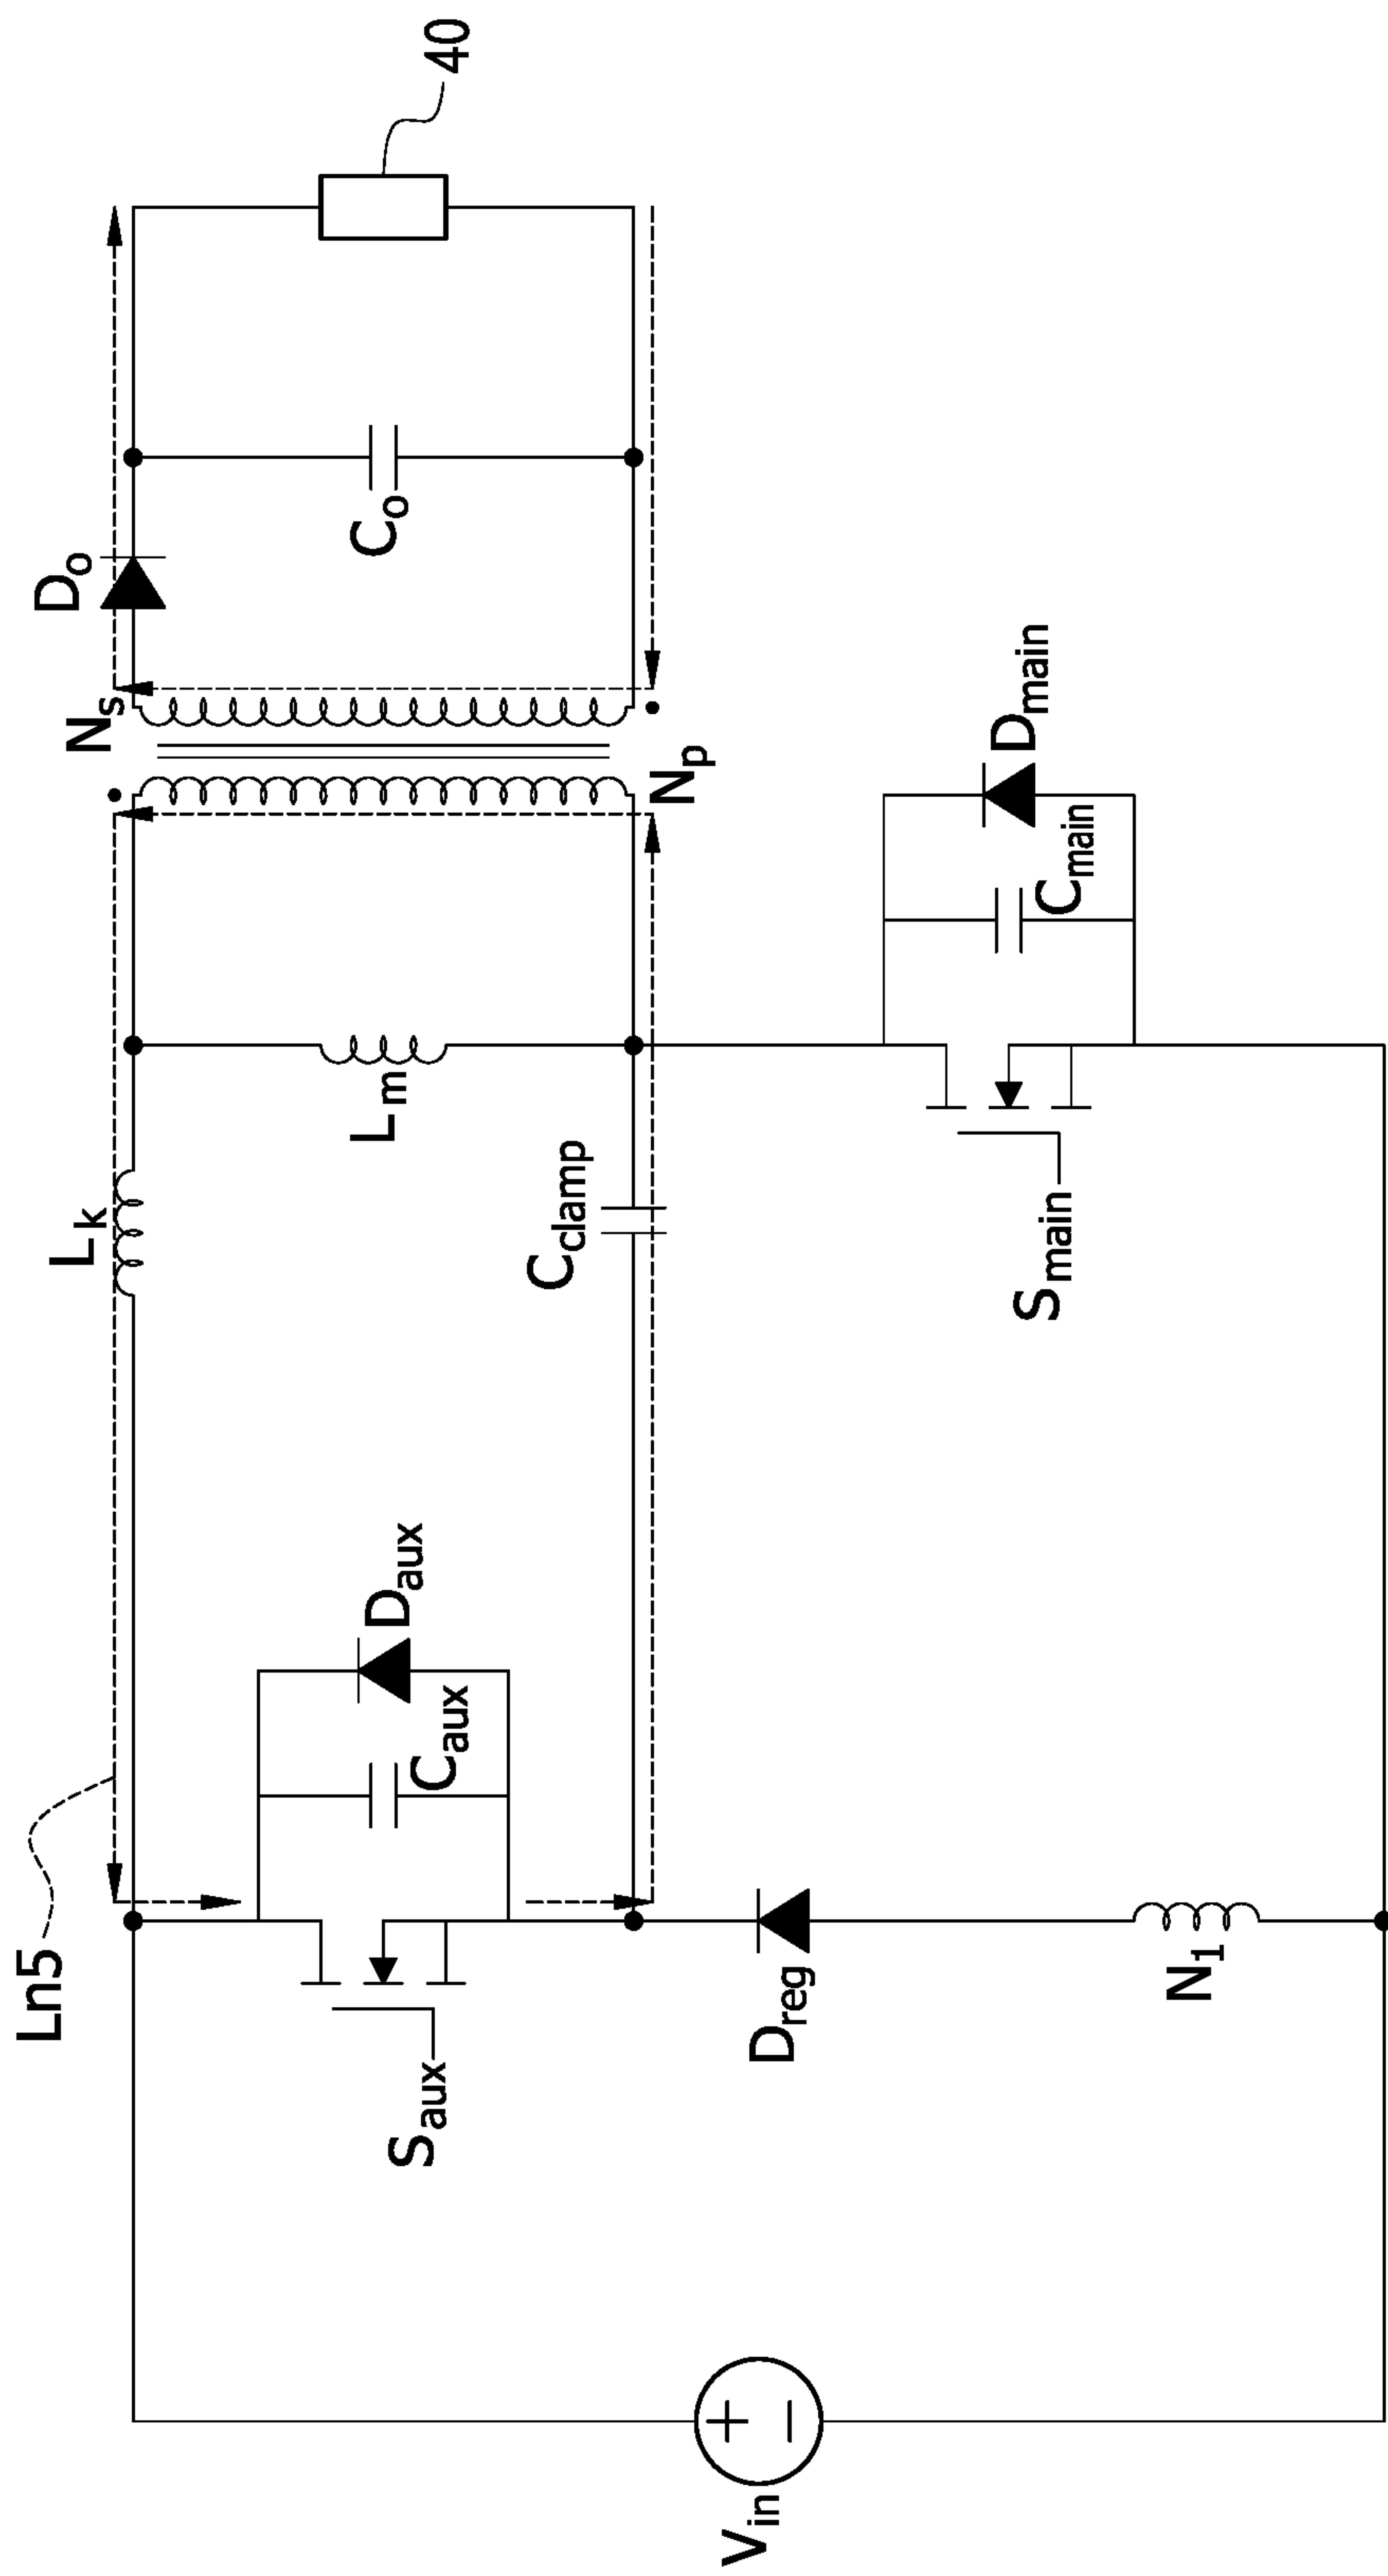 Ln5
Lk
Ns
Do
40
Saux
Caux
Daux
Cclamp
Lm
Np
Co
Vin
+
−
Dreg
N1
Smain
Cmain
Dmain